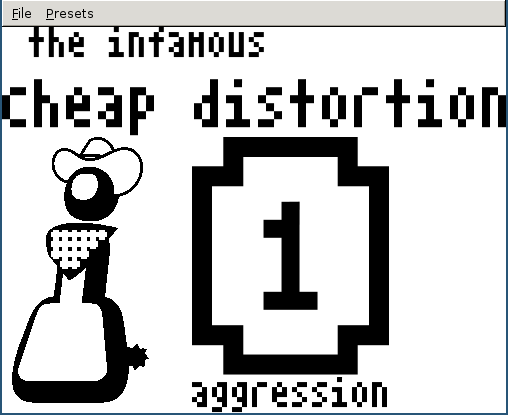 File Presets
the infamous
cheap distortion
1
aggression